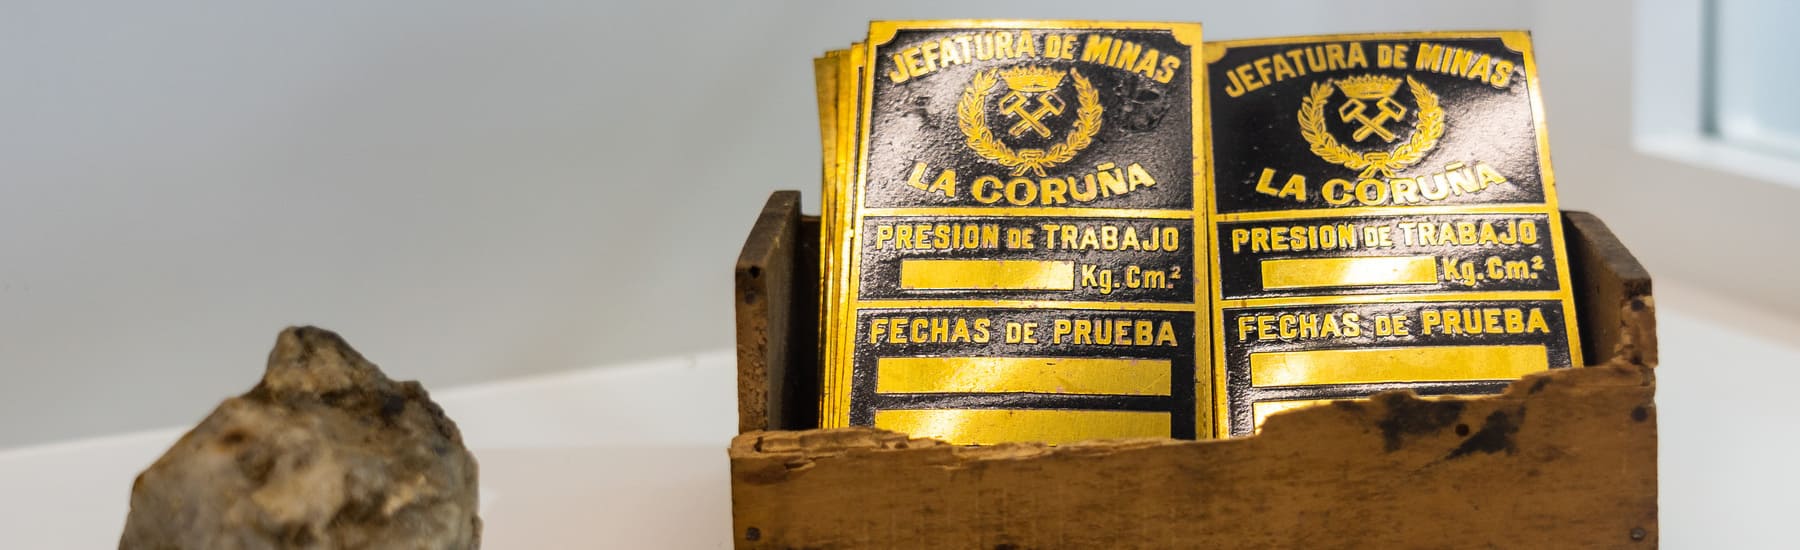 JEFATURA DE MINAS
LA CORUÑA
PRESION DE TRABAJO
Kg. Cm.²
FECHAS DE PRUEBA
JEFATURA DE MINAS
LA CORUÑA
PRESION DE TRABAJO
Kg. Cm.²
FECHAS DE PRUEBA